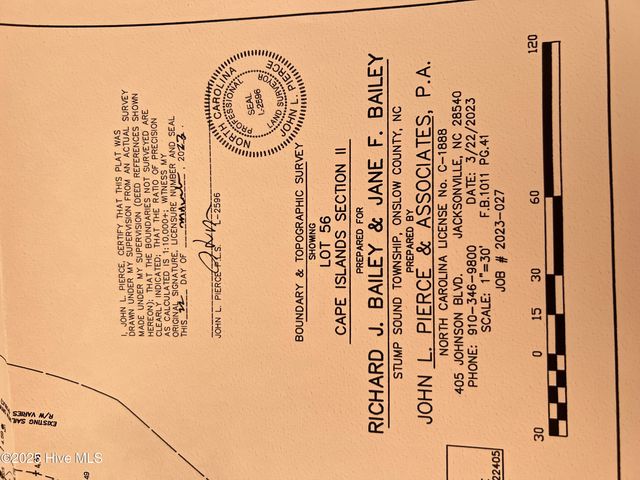 I, JOHN L. PIERCE, CERTIFY THAT THIS PLAT WAS
DRAWN UNDER MY SUPERVISION FROM AN ACTUAL SURVEY
MADE UNDER MY SUPERVISION (DEED REFERENCES SHOWN
HEREON); THAT THE BOUNDARIES NOT SURVEYED ARE
CLEARLY INDICATED; THAT THE RATIO OF PRECISION
AS CALCULATED IS 1:10,000+; WITNESS MY
ORIGINAL SIGNATURE, LICENSURE NUMBER AND SEAL
THIS 22 DAY OF March, 2023.
JOHN L. PIERCE P.L.S. L-2596
NORTH CAROLINA
PROFESSIONAL
SEAL
L-2596
LAND SURVEYOR
JOHN L. PIERCE
BOUNDARY & TOPOGRAPHIC SURVEY
SHOWING
LOT 56
CAPE ISLANDS SECTION II
PREPARED FOR
RICHARD J. BAILEY & JANE F. BAILEY
STUMP SOUND TOWNSHIP, ONSLOW COUNTY, NC
PREPARED BY
JOHN L. PIERCE & ASSOCIATES, P.A.
NORTH CAROLINA LICENSE No. C-1888
405 JOHNSON BLVD. JACKSONVILLE, NC 28540
PHONE: 910-346-9800 DATE: 3/22/2023
SCALE: 1"=30' F.B.1011 PG.41
JOB # 2023-027
30 0 15 30 60 120
R/W VARIES
4.65
49
22405
© 2025 Hive MLS